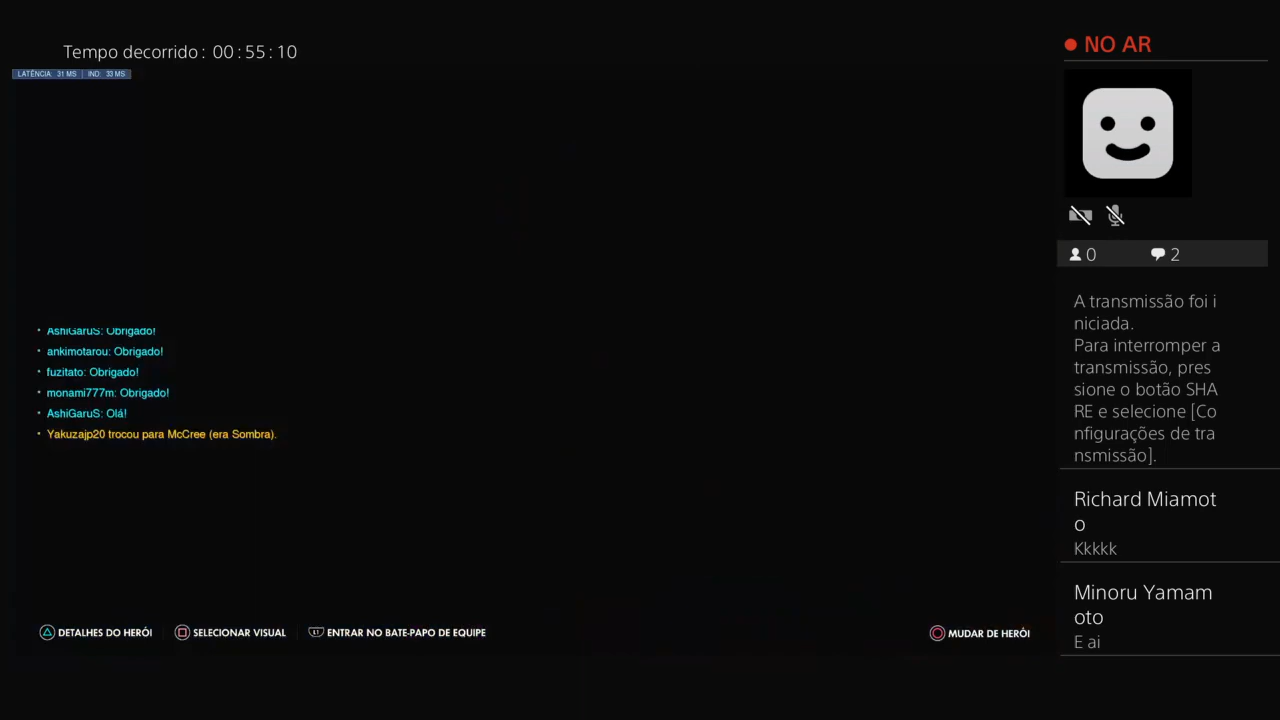 Tempo decorrido: 00:55:10
NO AR
LATÊNCIA: 31 MS | IND: 33 MS
0
2
A transmissão foi i
niciada.
Para interromper a
transmissão, pres
sione o botão SHA
RE e selecione [Co
nfigurações de tra
nsmissão].
AshiGaruS: Obrigado!
ankimotarou: Obrigado!
fuzitato: Obrigado!
monami777m: Obrigado!
AshiGaruS: Olá!
Yakuzajp20 trocou para McCree (era Sombra).
Richard Miamot
o
Kkkkk
Minoru Yamam
oto
E ai
DETALHES DO HERÓI
SELECIONAR VISUAL
L1 ENTRAR NO BATE-PAPO DE EQUIPE
MUDAR DE HERÓI